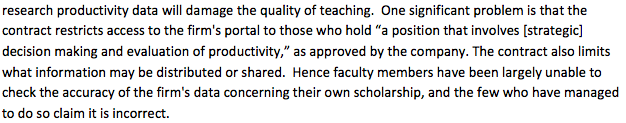 research productivity data will damage the quality of teaching.  One significant problem is that the
contract restricts access to the firm's portal to those who hold “a position that involves [strategic]
decision making and evaluation of productivity,” as approved by the company. The contract also limits
what information may be distributed or shared.  Hence faculty members have been largely unable to
check the accuracy of the firm's data concerning their own scholarship, and the few who have managed
to do so claim it is incorrect.